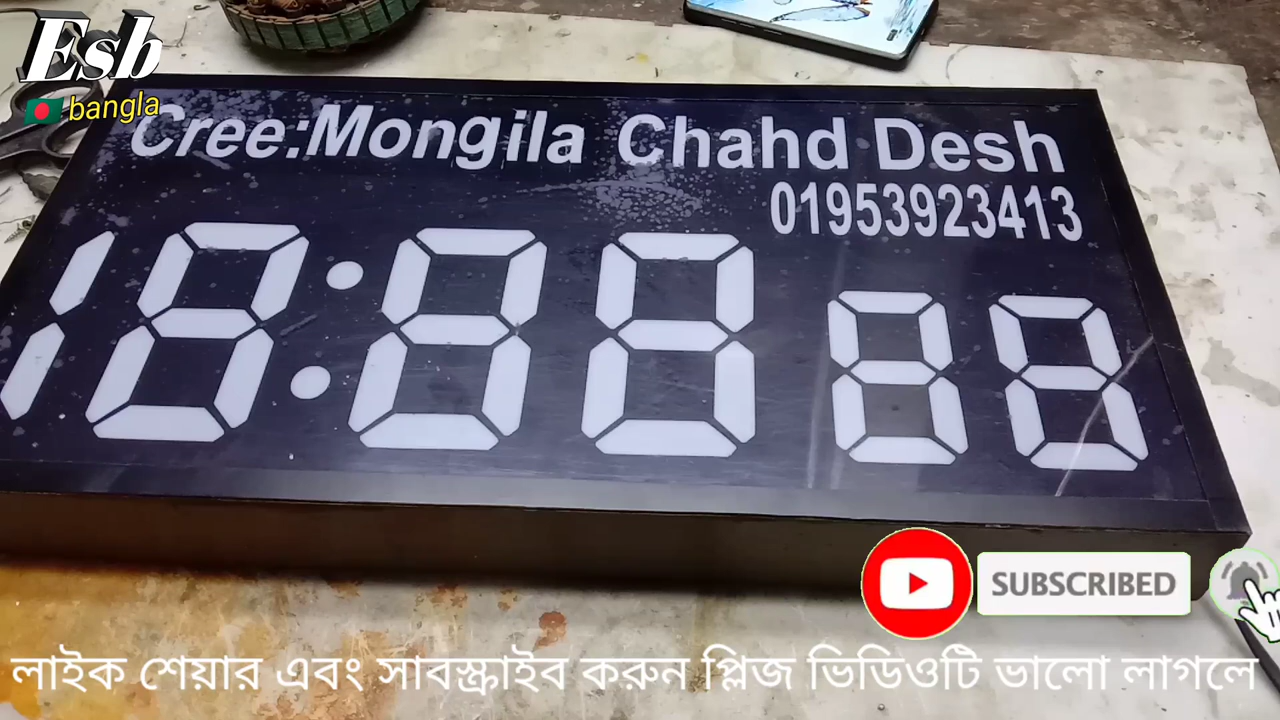 Esb
bangla
Cree:Mongila Chahd Desh
01953923413
18:88 88
SUBSCRIBED
লাইক শেয়ার এবং সাবস্ক্রাইব করুন প্লিজ ভিডিওটি ভালো লাগলে